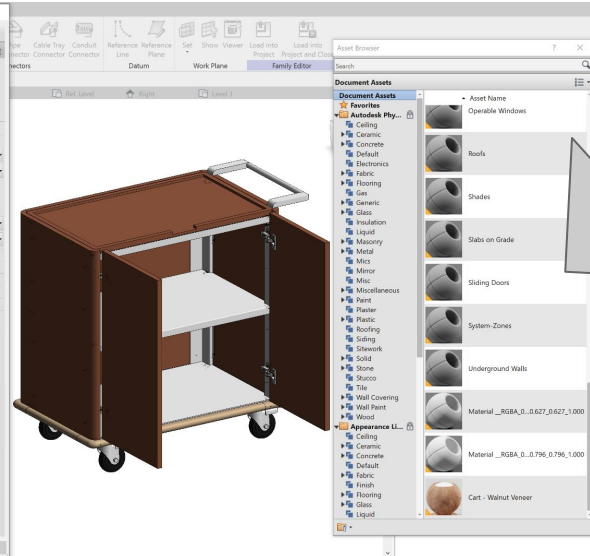 Pipe
Connector
Cable Tray
Connector
Conduit
Connector
Reference
Line
Reference
Plane
Set
Show
Viewer
Load into
Project
Load into
Project and Close
Datum
Work Plane
Family Editor
Ref. Level
Right
Level 1
Asset Browser
?
Search
Document Assets
Document Assets
Favorites
Autodesk Phy...
Ceiling
Ceramic
Concrete
Default
Electronics
Fabric
Flooring
Gas
Generic
Glass
Insulation
Liquid
Masonry
Metal
Mics
Mirror
Misc
Miscellaneous
Paint
Plaster
Plastic
Roofing
Siding
Sitework
Solid
Stone
Stucco
Tile
Wall Covering
Wall Paint
Wood
Appearance Li...
Ceiling
Ceramic
Concrete
Default
Fabric
Finish
Flooring
Glass
Liquid
Asset Name
Operable Windows
Roofs
Shades
Slabs on Grade
Sliding Doors
System-Zones
Underground Walls
Material __RGBA_0...0.627_0.627_1.000
Material __RGBA_0...0.796_0.796_1.000
Cart - Walnut Veneer